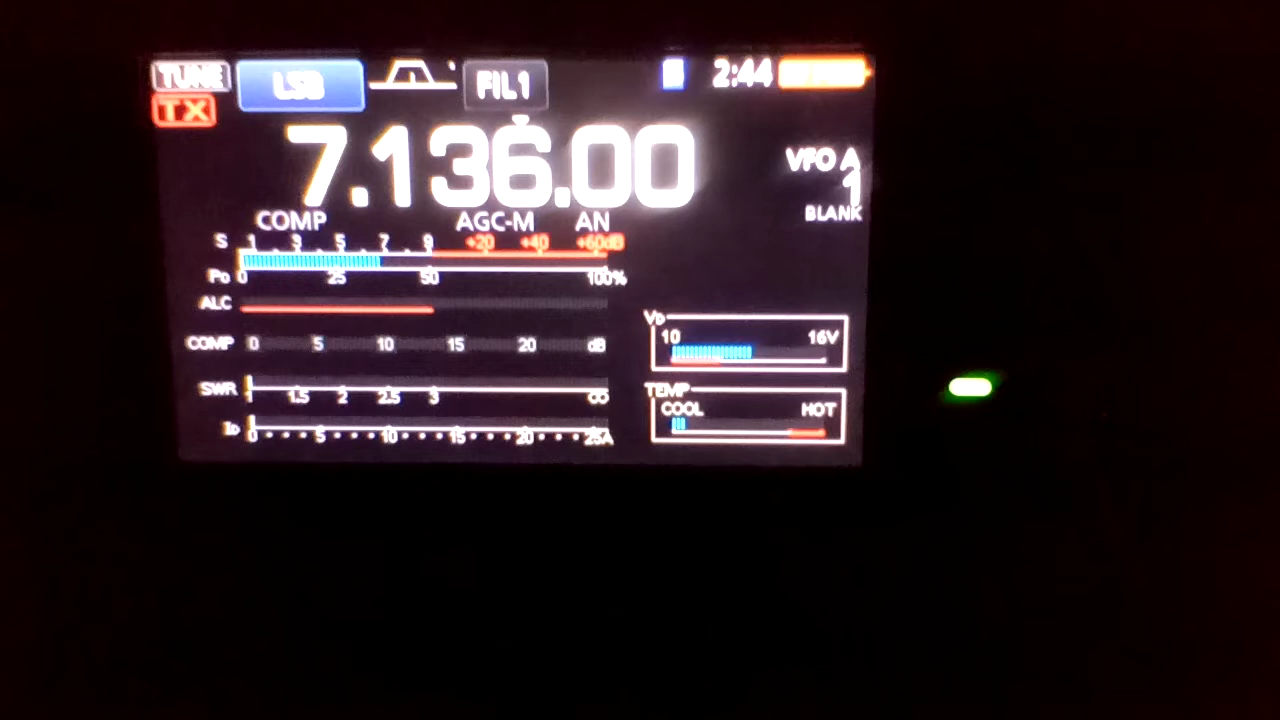 TUNE LSB FIL1 2:44
TX
7.136.00 VFO A
1
COMP AGC-M AN BLANK
S 1 3 5 7 9 +20 +40 +60dB
Po 0 25 50 100%
ALC
VD
10 16V
COMP 0 5 10 15 20 dB
TEMP
SWR 1 1.5 2 2.5 3 ∞
COOL HOT
ID 0 5 10 15 20 25A